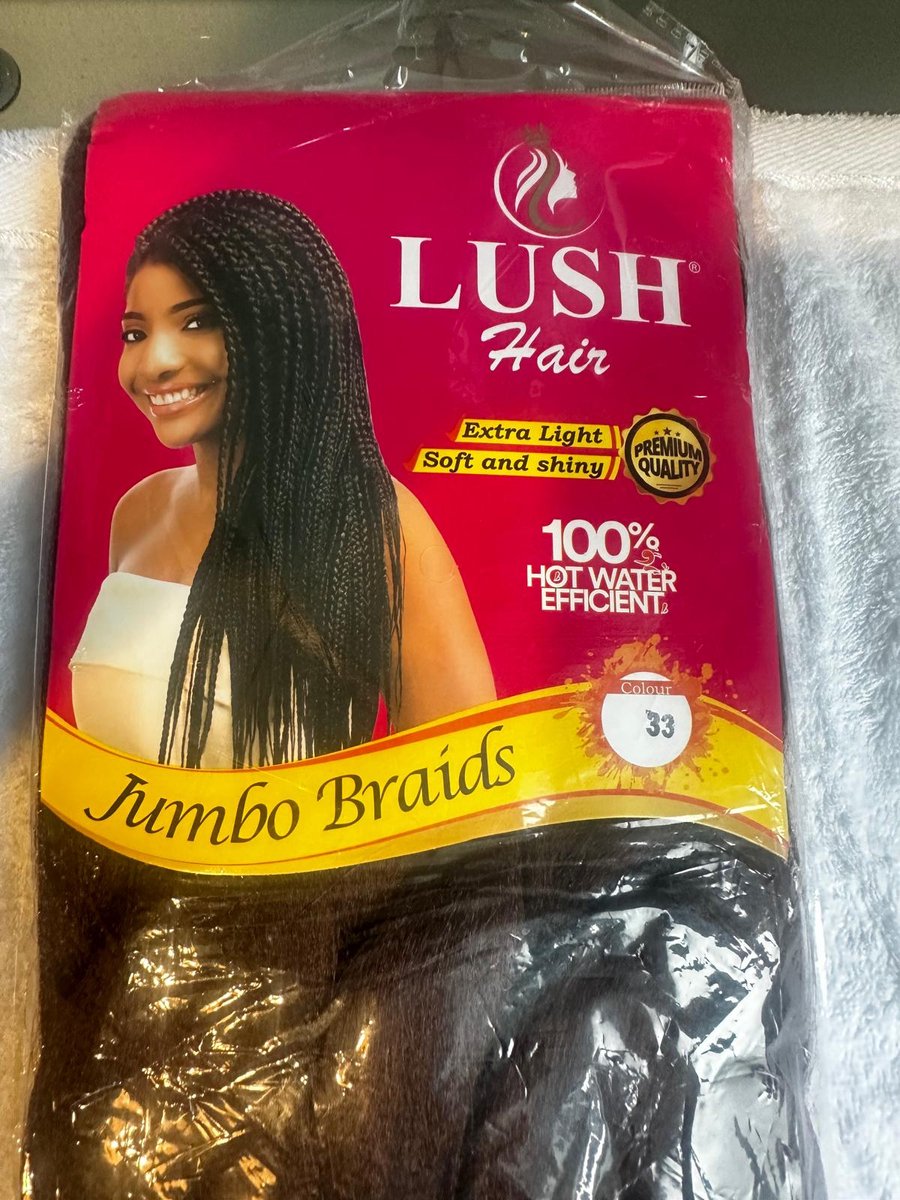 LUSH®
Hair
Extra Light
Soft and shiny
PREMIUM
QUALITY
100%
HOT WATER
EFFICIENT
Colour
33
Jumbo Braids